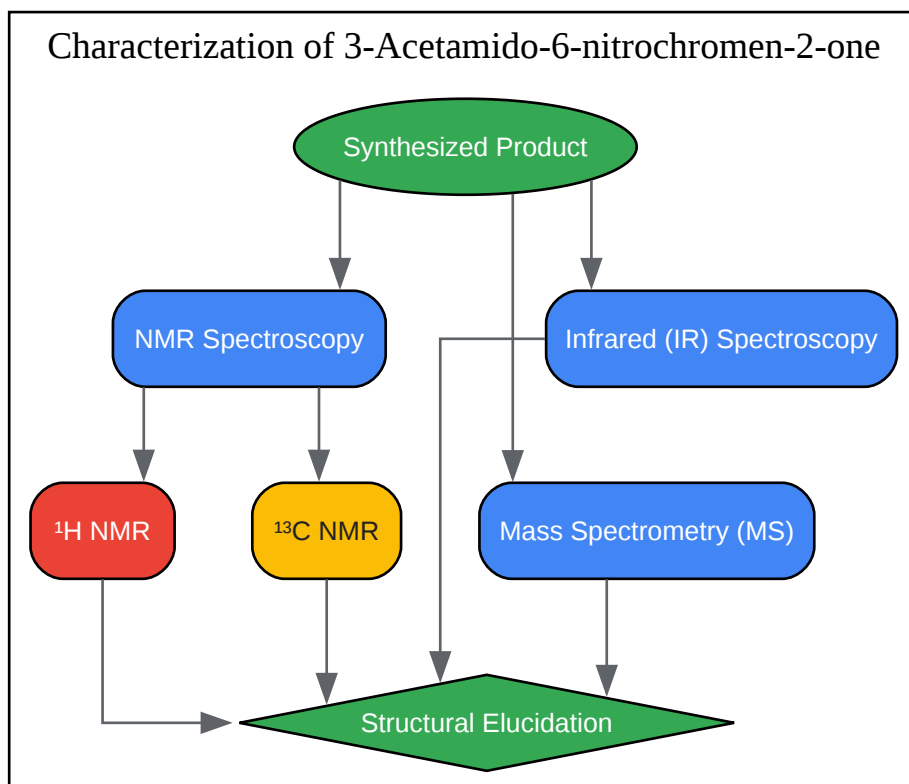 Characterization of 3-Acetamido-6-nitrochromen-2-one
Synthesized Product
NMR Spectroscopy
Infrared (IR) Spectroscopy
¹H NMR
¹³C NMR
Mass Spectrometry (MS)
Structural Elucidation